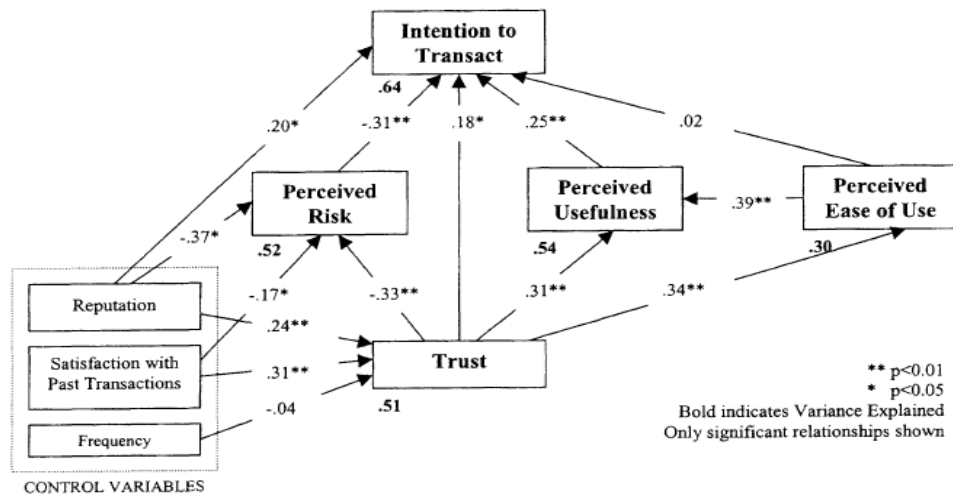 Intention to
Transact
.64
.20*
-.31**
.18*
.25**
.02
Perceived
Risk
.52
Perceived
Usefulness
.54
.39**
Perceived
Ease of Use
.30
-.37*
-.17*
-.33**
.31**
.34**
Reputation
.24**
Satisfaction with
Past Transactions
.31**
Trust
.51
-.04
Frequency
CONTROL VARIABLES
** p<0.01
* p<0.05
Bold indicates Variance Explained
Only significant relationships shown